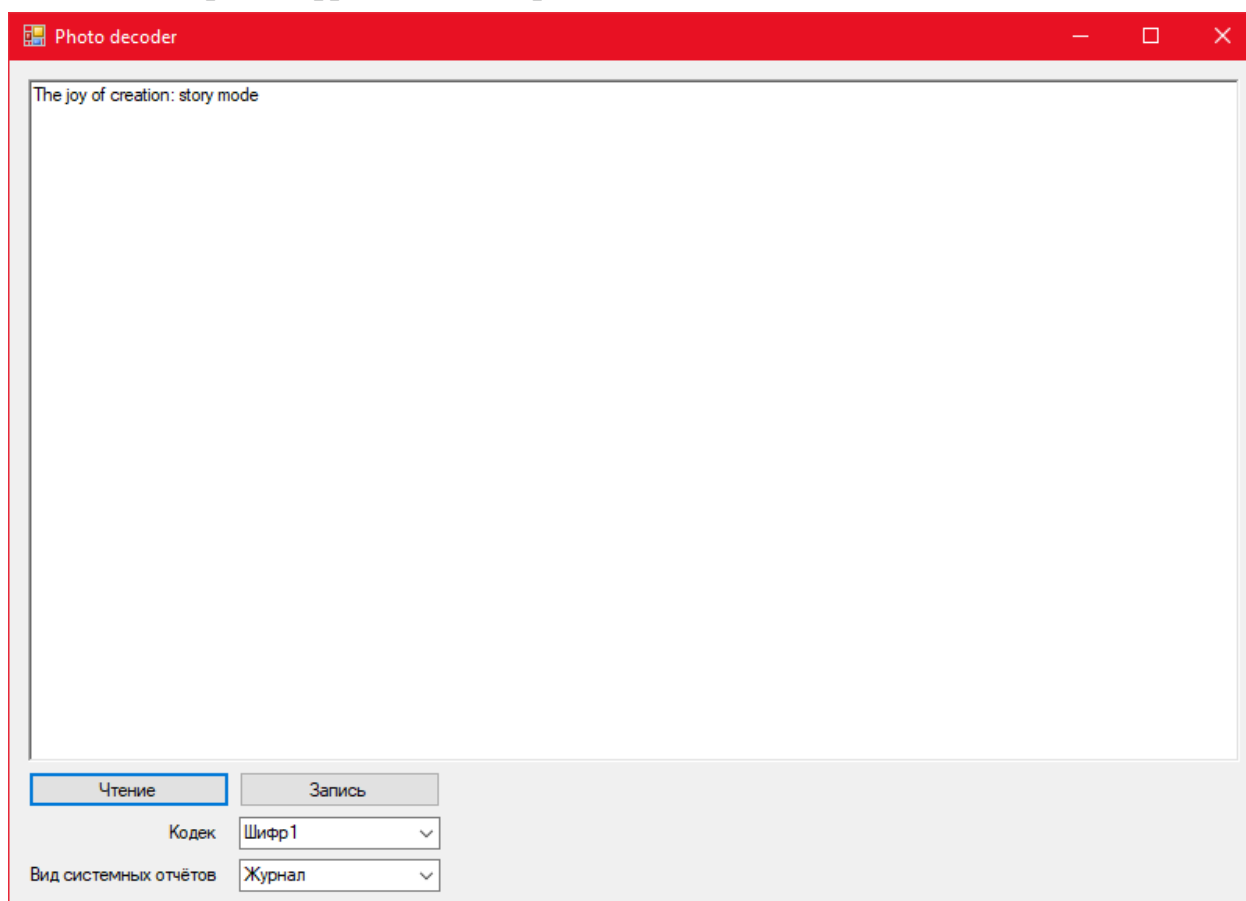 Photo decoder
The joy of creation: story mode
Чтение
Запись
Кодек
Шифр1
Вид системных отчётов
Журнал